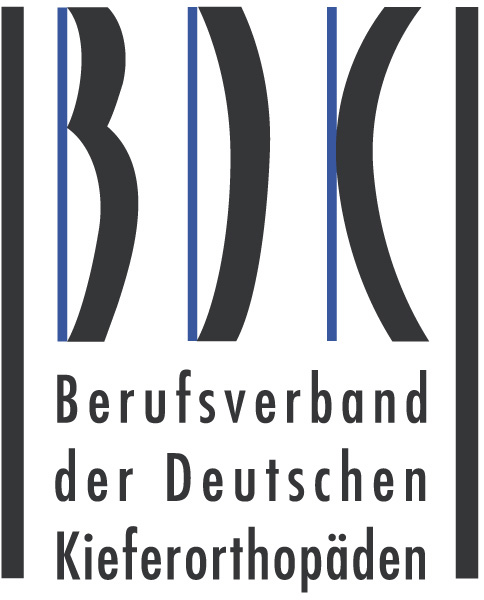 BDK
Berufsverband
der Deutschen
Kieferorthopäden